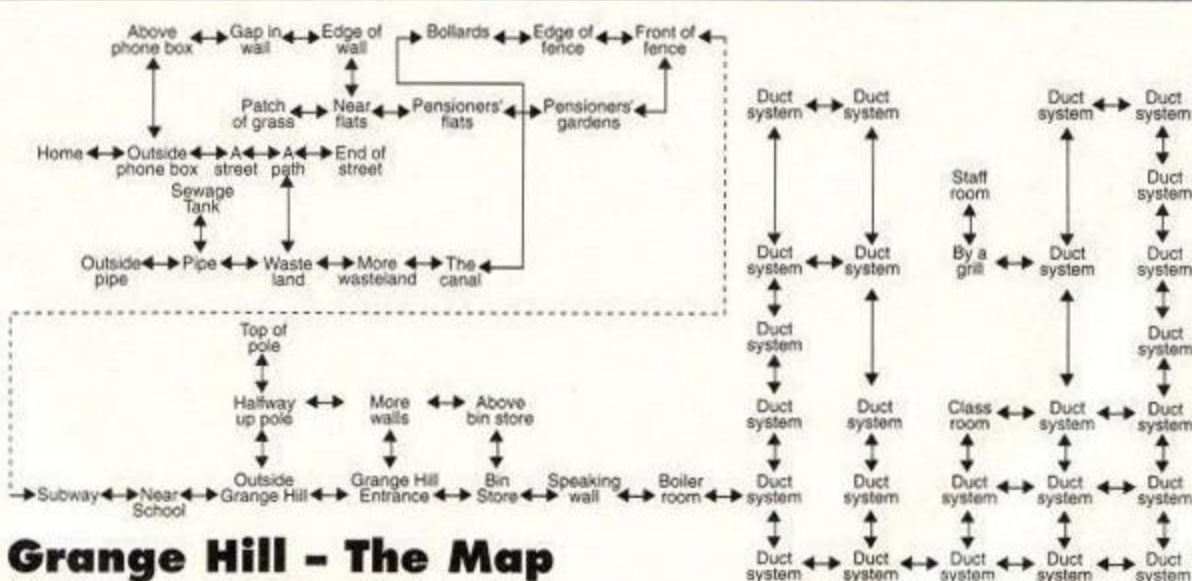 Above
phone box
Gap in
wall
Edge of
wall
Bollards
Edge of
fence
Front of
fence
Patch
of grass
Near
flats
Pensioners'
flats
Pensioners'
gardens
Home
Outside
phone box
A
street
A
path
End of
street
Sewage
Tank
Outside
pipe
Pipe
Waste
land
More
wasteland
The
canal
Top of
pole
Halfway
up pole
More
walls
Above
bin store
Subway
Near
School
Outside
Grange Hill
Grange Hill
Entrance
Bin
Store
Speaking
wall
Boiler
room
Duct
system
Duct
system
Duct
system
Duct
system
Staff
room
Duct
system
Duct
system
Duct
system
By a
grill
Duct
system
Duct
system
Duct
system
Duct
system
Duct
system
Duct
system
Class
room
Duct
system
Duct
system
Duct
system
Duct
system
Duct
system
Duct
system
Duct
system
Duct
system
Duct
system
Duct
system
Duct
system
Duct
system
Grange Hill – The Map